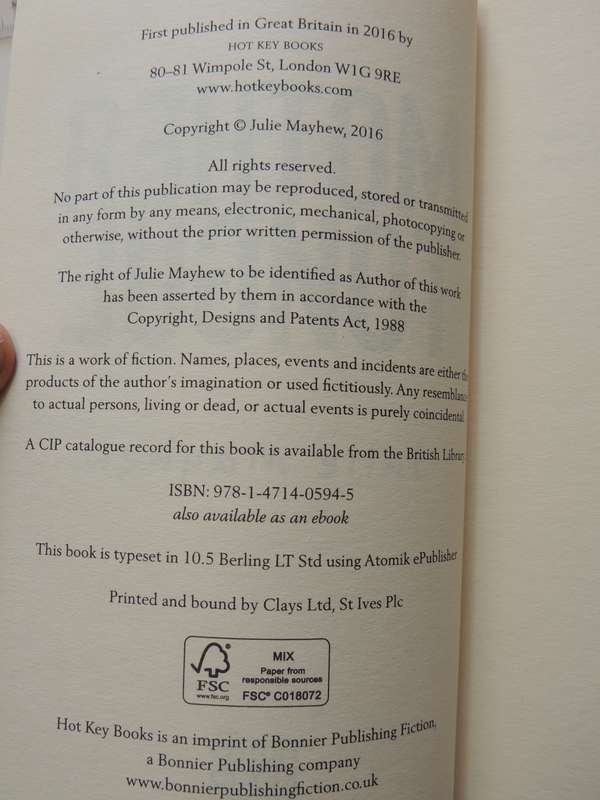 First published in Great Britain in 2016 by
HOT KEY BOOKS
80–81 Wimpole St, London W1G 9RE
www.hotkeybooks.com
Copyright © Julie Mayhew, 2016
All rights reserved.
No part of this publication may be reproduced, stored or transmitted
in any form by any means, electronic, mechanical, photocopying or
otherwise, without the prior written permission of the publisher.
The right of Julie Mayhew to be identified as Author of this work
has been asserted by them in accordance with the
Copyright, Designs and Patents Act, 1988
This is a work of fiction. Names, places, events and incidents are either the
products of the author's imagination or used fictitiously. Any resemblance
to actual persons, living or dead, or actual events is purely coincidental.
A CIP catalogue record for this book is available from the British Library.
ISBN: 978-1-4714-0594-5
also available as an ebook
This book is typeset in 10.5 Berling LT Std using Atomik ePublisher
Printed and bound by Clays Ltd, St Ives Plc
FSC
www.fsc.org
MIX
Paper from
responsible sources
FSC® C018072
Hot Key Books is an imprint of Bonnier Publishing Fiction,
a Bonnier Publishing company
www.bonnierpublishingfiction.co.uk